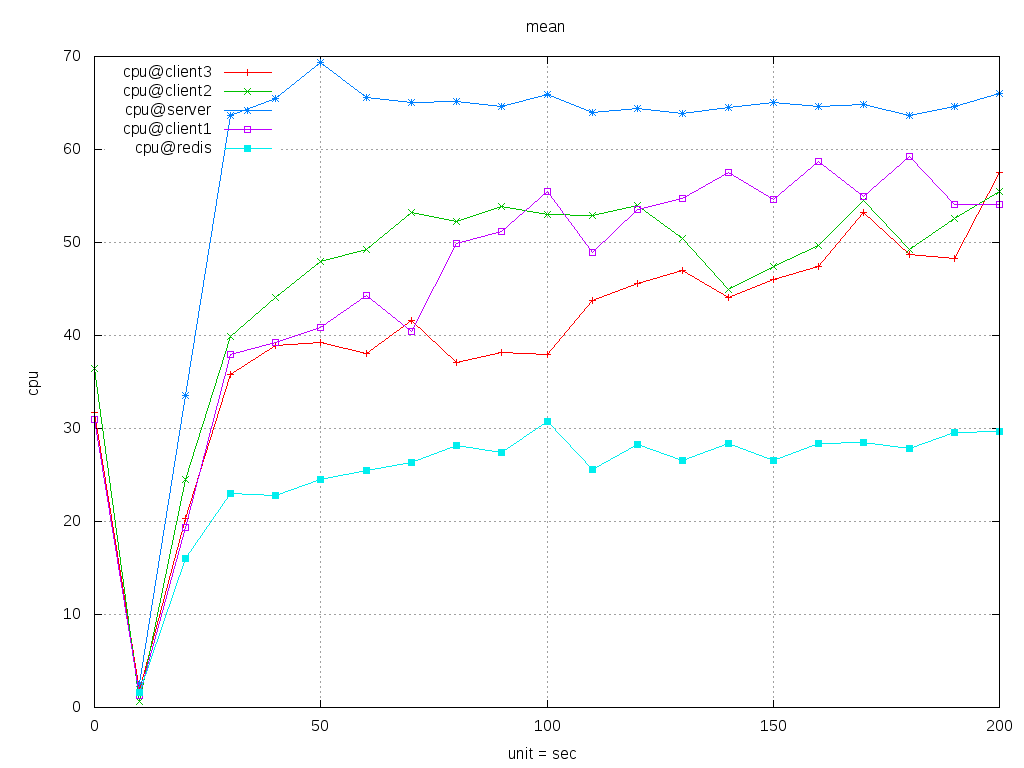 mean
cpu@client3
cpu@client2
cpu@server
cpu@client1
cpu@redis
70
60
50
40
30
20
10
0
cpu
0 50 100 150 200
unit = sec